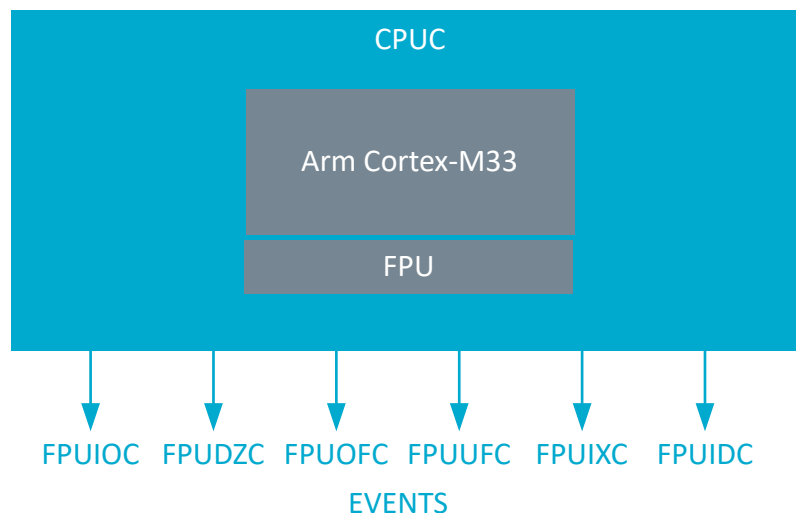 CPUC
Arm Cortex-M33
FPU
FPUIOC FPUDZC FPUOFC FPUUFC FPUIXC FPUIDC
EVENTS